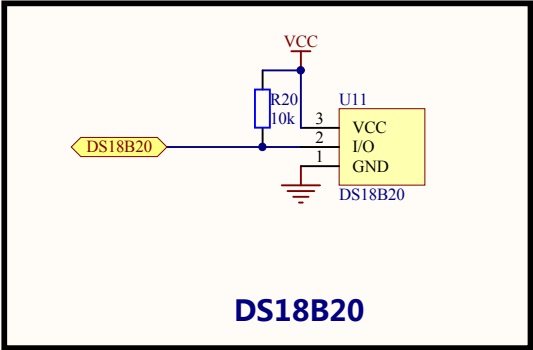 VCC
R20
10k
U11
3
VCC
2
I/O
1
GND
DS18B20
DS18B20
DS18B20